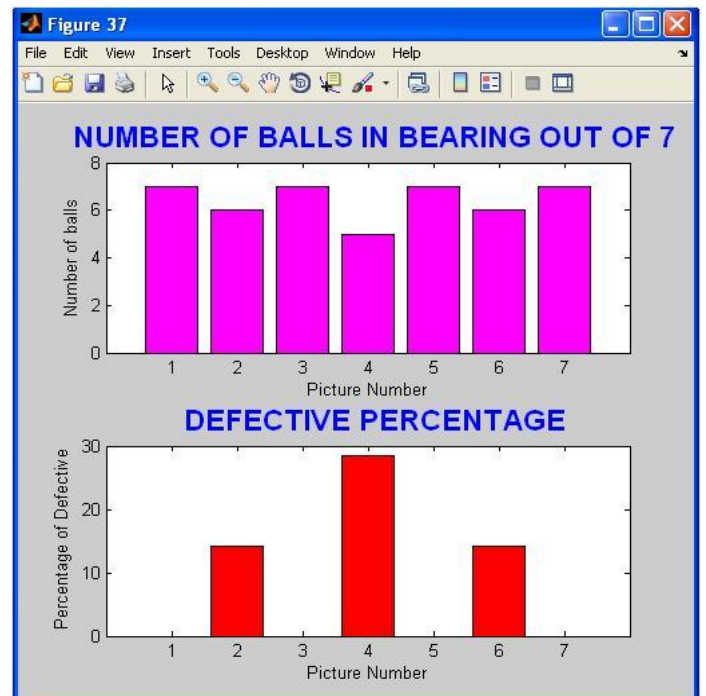 Figure 37
File Edit View Insert Tools Desktop Window Help
NUMBER OF BALLS IN BEARING OUT OF 7
8
6
4
2
0
Number of balls
1 2 3 4 5 6 7
Picture Number
DEFECTIVE PERCENTAGE
30
20
10
0
Percentage of Defective
1 2 3 4 5 6 7
Picture Number